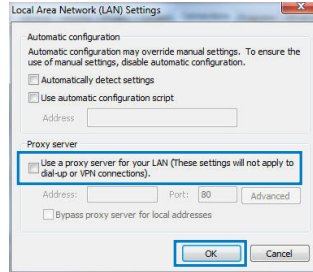 Local Area Network (LAN) Settings
Automatic configuration
Automatic configuration may override manual settings. To ensure the
use of manual settings, disable automatic configuration.
Automatically detect settings
Use automatic configuration script
Address
Proxy server
Use a proxy server for your LAN (These settings will not apply to
dial-up or VPN connections).
Address:
Port:
80
Advanced
Bypass proxy server for local addresses
OK
Cancel